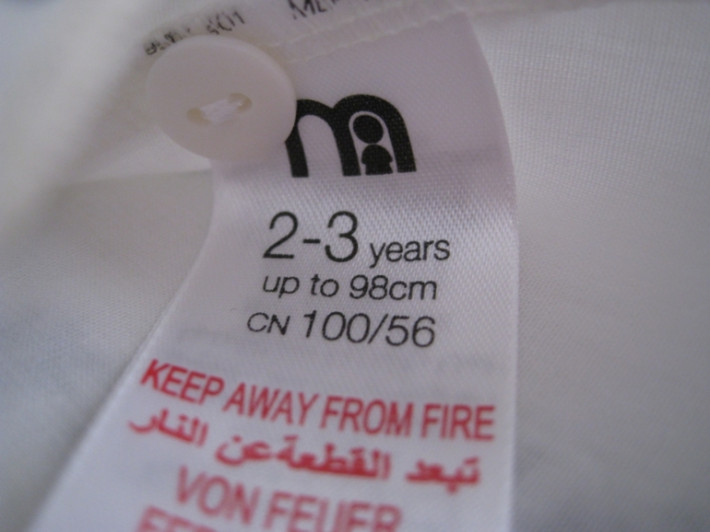 2-3 years
up to 98cm
CN 100/56
KEEP AWAY FROM FIRE
تبعد القطعة عن النار
VON FEUER